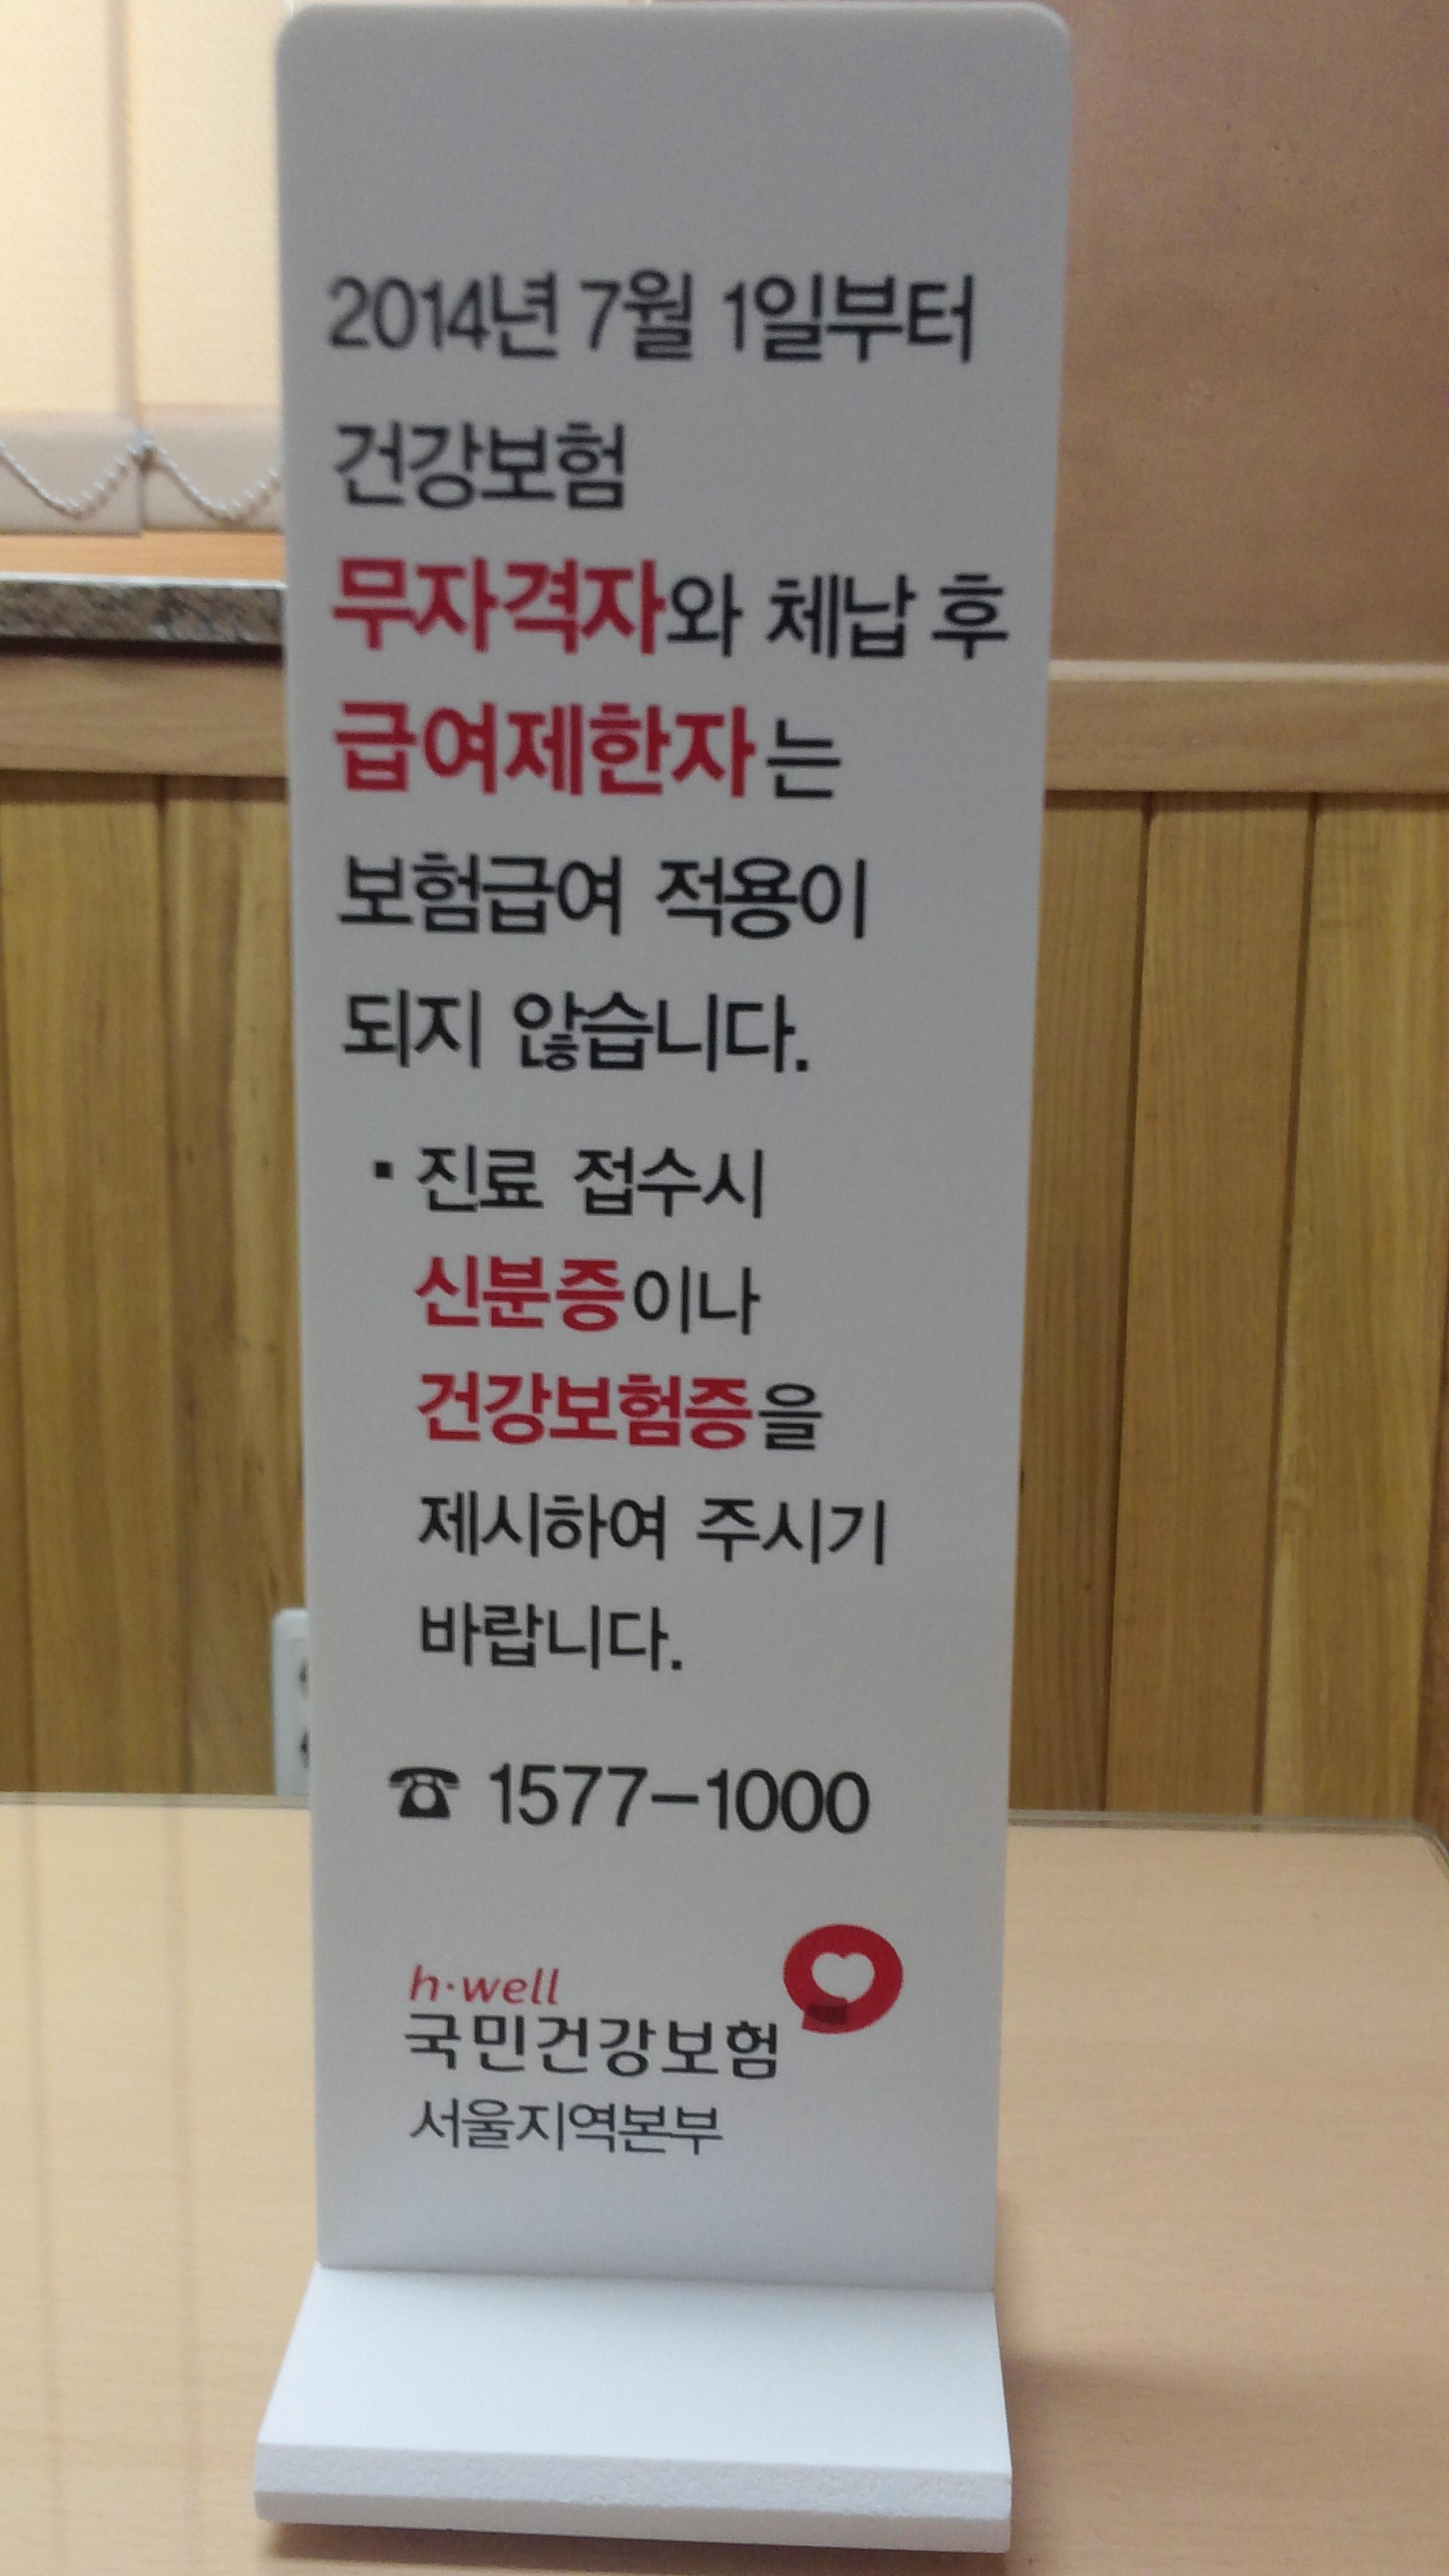 2014년 7월 1일부터
건강보험
무자격자와 체납 후
급여제한자는
보험급여 적용이
되지 않습니다.
▪ 진료 접수시
신분증이나
건강보험증을
제시하여 주시기
바랍니다.
☎ 1577-1000
h·well
국민건강보험
서울지역본부